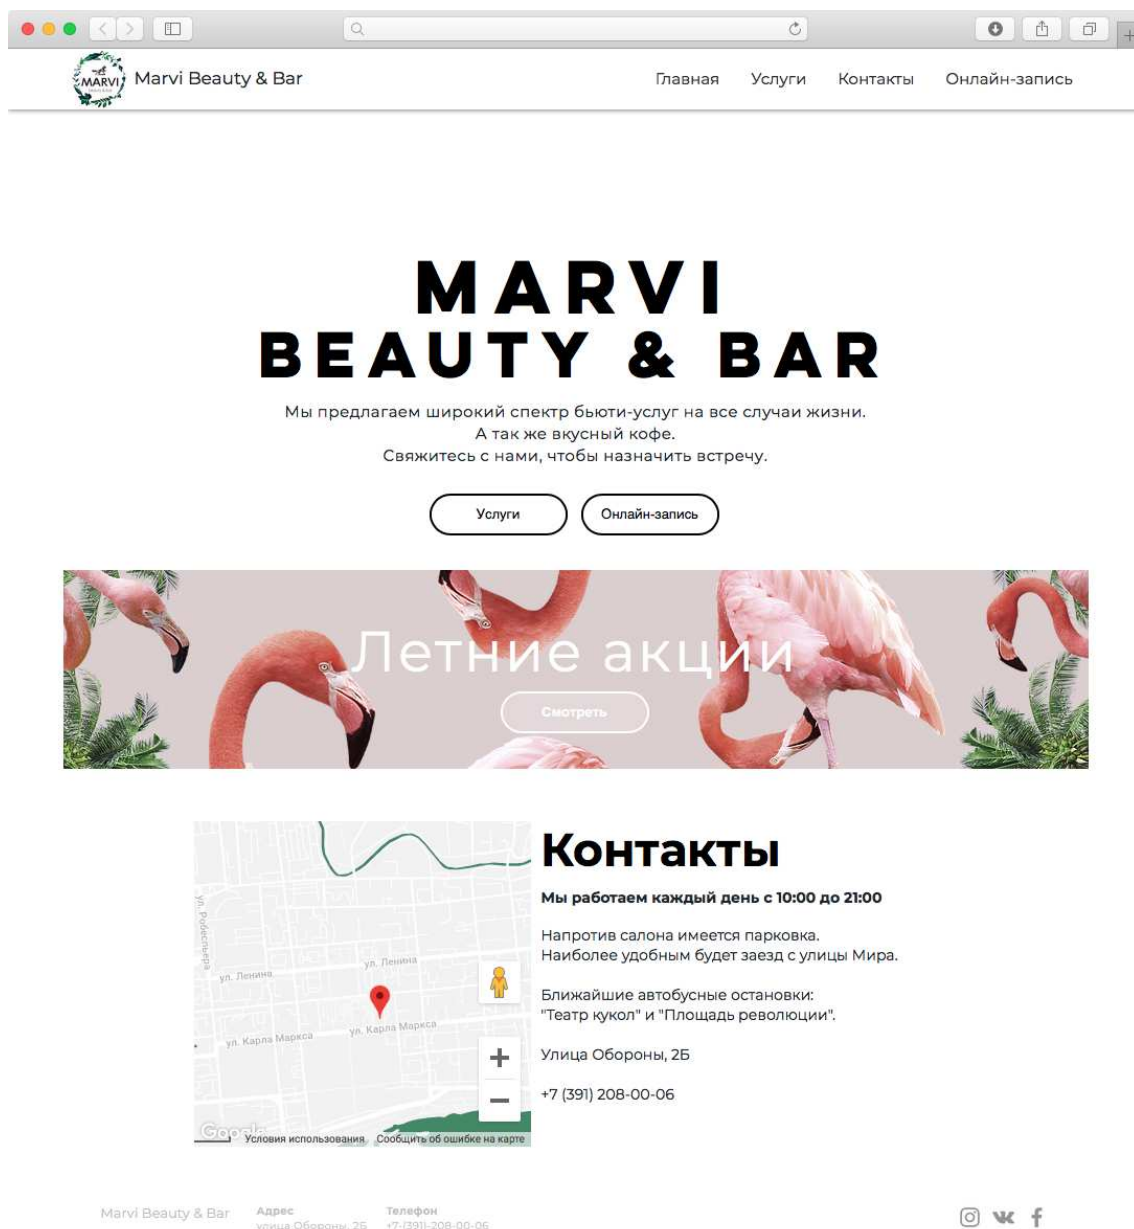 MARVI
Marvi Beauty & Bar
Главная Услуги Контакты Онлайн-запись
MARVI
BEAUTY & BAR
Мы предлагаем широкий спектр бьюти-услуг на все случаи жизни.
А так же вкусный кофе.
Свяжитесь с нами, чтобы назначить встречу.
Услуги Онлайн-запись
Летние акции
Смотреть
ул. Робеспьера
ул. Ленина
ул. Ленина
ул. Карла Маркса
ул. Карла Маркса
Google
Условия использования Сообщить об ошибке на карте
Контакты
Мы работаем каждый день с 10:00 до 21:00
Напротив салона имеется парковка.
Наиболее удобным будет заезд с улицы Мира.
Ближайшие автобусные остановки:
"Театр кукол" и "Площадь революции".
Улица Обороны, 2Б
+7 (391) 208-00-06
Marvi Beauty & Bar
Адрес
улица Обороны, 2Б
Телефон
+7-(391)-208-00-06